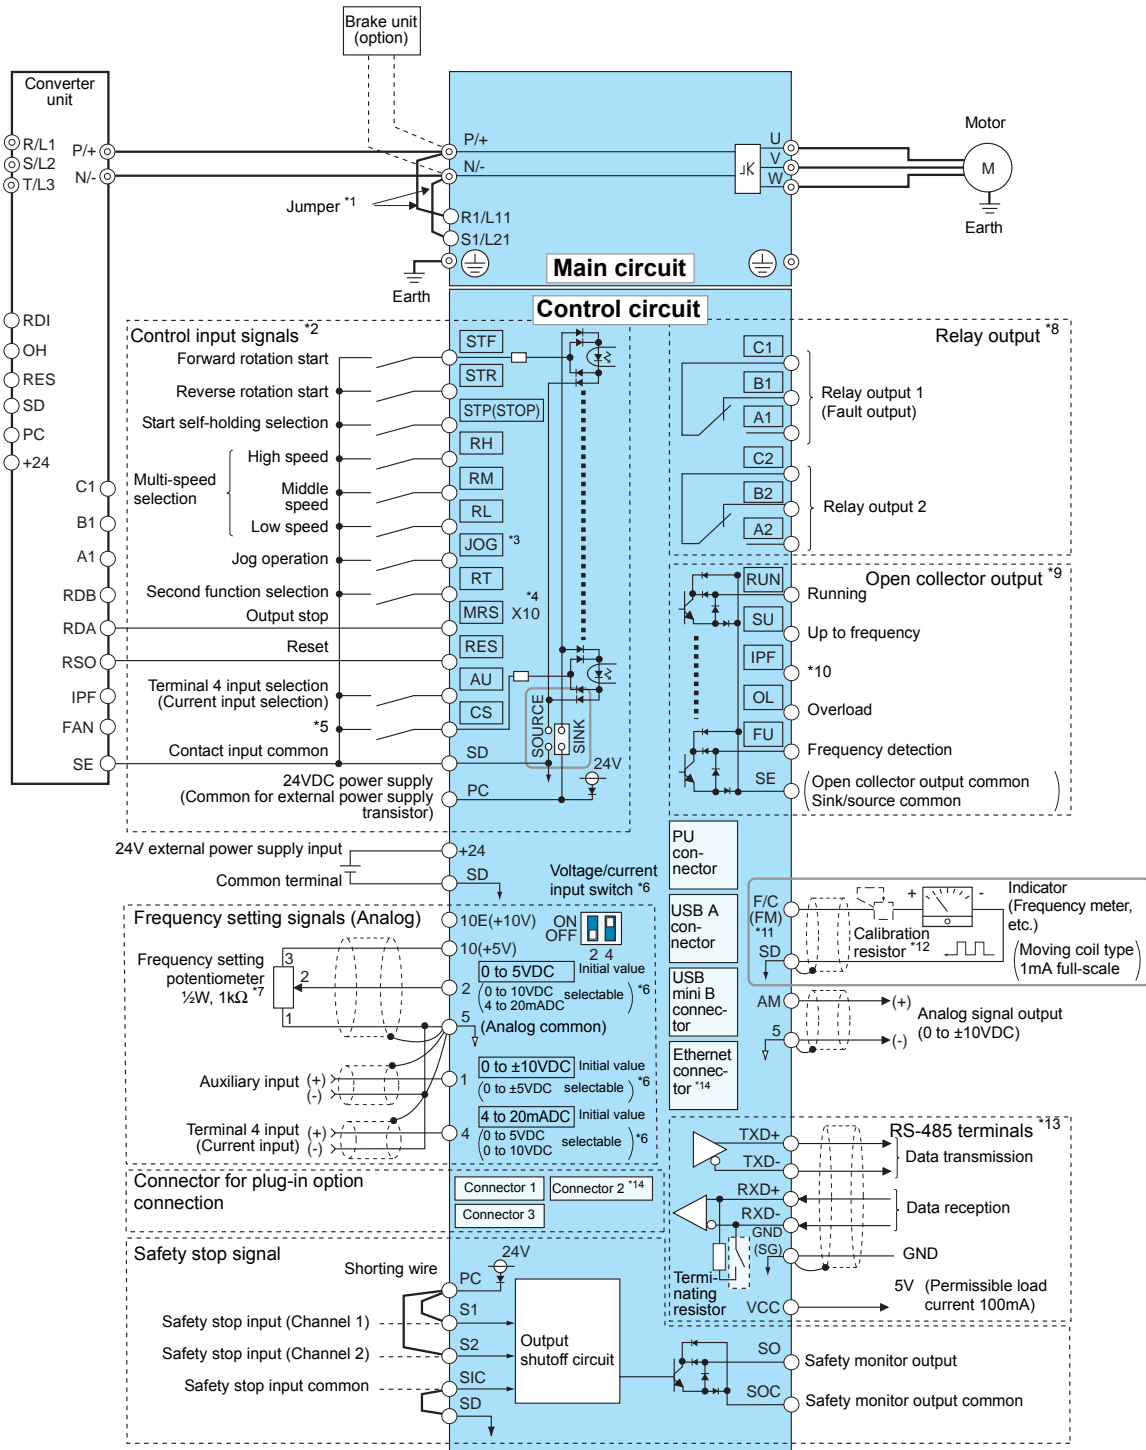 Brake unit
(option)
Converter
unit
R/L1
S/L2
T/L3
P/+
N/-
P/+
N/-
Jumper *1
R1/L11
S1/L21
Earth
U
V
W
Motor
M
Earth
Main circuit
Control circuit
RDI
OH
RES
SD
PC
+24
C1
B1
A1
RDB
RDA
RSO
IPF
FAN
SE
Control input signals *2
Forward rotation start
STF
Reverse rotation start
STR
Start self-holding selection
STP(STOP)
Multi-speed
selection
High speed
RH
Middle
speed
RM
Low speed
RL
Jog operation
JOG *3
Second function selection
RT
Output stop
MRS X10 *4
Reset
RES
Terminal 4 input selection
(Current input selection)
AU
*5
CS
Contact input common
SD
SOURCE
SINK
24VDC power supply
(Common for external power supply
transistor)
PC
24V
Relay output *8
C1
B1
A1
Relay output 1
(Fault output)
C2
B2
A2
Relay output 2
Open collector output *9
RUN
Running
SU
Up to frequency
IPF
*10
OL
Overload
FU
Frequency detection
SE
(Open collector output common
Sink/source common)
24V external power supply input
+24
Common terminal
SD
Voltage/current
input switch *6
ON
OFF
2 4
PU
con-
nector
USB A
con-
nector
USB
mini B
connec-
tor
Ethernet
connec-
tor *14
Frequency setting signals (Analog)
10E(+10V)
10(+5V)
Frequency setting
potentiometer
½W, 1kΩ *7
3
2
1
2
0 to 5VDC Initial value
(0 to 10VDC
4 to 20mADC selectable) *6
5
(Analog common)
Auxiliary input (+)
(-)
1
0 to ±10VDC Initial value
(0 to ±5VDC selectable) *6
Terminal 4 input (+)
(Current input) (-)
4
4 to 20mADC Initial value
(0 to 5VDC
0 to 10VDC selectable) *6
F/C
(FM)
*11
SD
+ -
Calibration
resistor *12
Indicator
(Frequency meter,
etc.)
(Moving coil type
1mA full-scale)
AM
(+)
5
(-)
Analog signal output
(0 to ±10VDC)
Connector for plug-in option
connection
Connector 1
Connector 2 *14
Connector 3
RS-485 terminals *13
TXD+
TXD-
Data transmission
RXD+
RXD-
Data reception
GND
(SG)
GND
Termi-
nating
resistor
VCC
5V (Permissible load
current 100mA)
Safety stop signal
Shorting wire
PC
24V
S1
Safety stop input (Channel 1)
S2
Safety stop input (Channel 2)
SIC
Safety stop input common
SD
Output
shutoff circuit
SO
Safety monitor output
SOC
Safety monitor output common